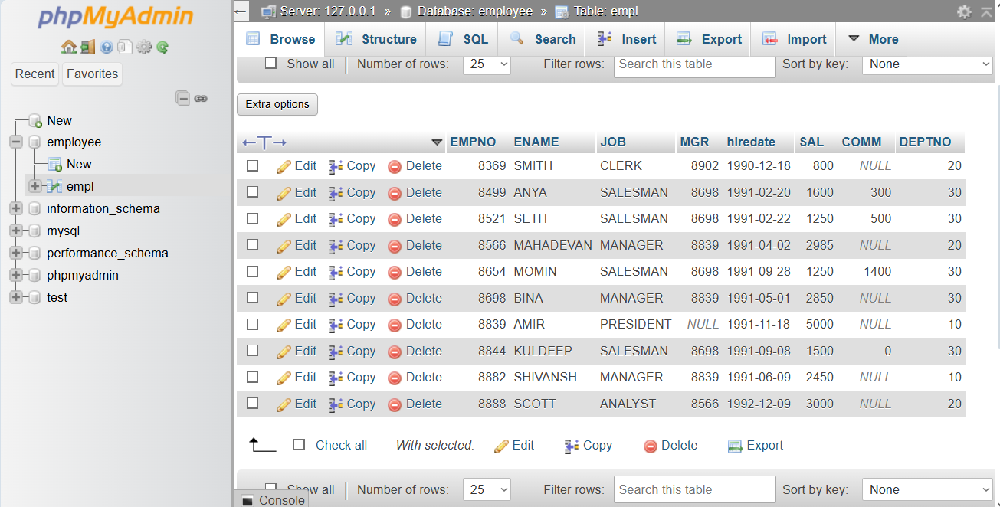 phpMyAdmin
Recent Favorites
New
employee
New
empl
information_schema
mysql
performance_schema
phpmyadmin
test
Server: 127.0.0.1 » Database: employee » Table: empl
Browse Structure SQL Search Insert Export Import More
Show all Number of rows: 25 Filter rows: Search this table Sort by key: None
Extra options
EMPNO ENAME JOB MGR hiredate SAL COMM DEPTNO
Edit Copy Delete 8369 SMITH CLERK 8902 1990-12-18 800 NULL 20
Edit Copy Delete 8499 ANYA SALESMAN 8698 1991-02-20 1600 300 30
Edit Copy Delete 8521 SETH SALESMAN 8698 1991-02-22 1250 500 30
Edit Copy Delete 8566 MAHADEVAN MANAGER 8839 1991-04-02 2985 NULL 20
Edit Copy Delete 8654 MOMIN SALESMAN 8698 1991-09-28 1250 1400 30
Edit Copy Delete 8698 BINA MANAGER 8839 1991-05-01 2850 NULL 30
Edit Copy Delete 8839 AMIR PRESIDENT NULL 1991-11-18 5000 NULL 10
Edit Copy Delete 8844 KULDEEP SALESMAN 8698 1991-09-08 1500 0 30
Edit Copy Delete 8882 SHIVANSH MANAGER 8839 1991-06-09 2450 NULL 10
Edit Copy Delete 8888 SCOTT ANALYST 8566 1992-12-09 3000 NULL 20
Check all With selected: Edit Copy Delete Export
Show all Number of rows: 25 Filter rows: Search this table Sort by key: None
Console